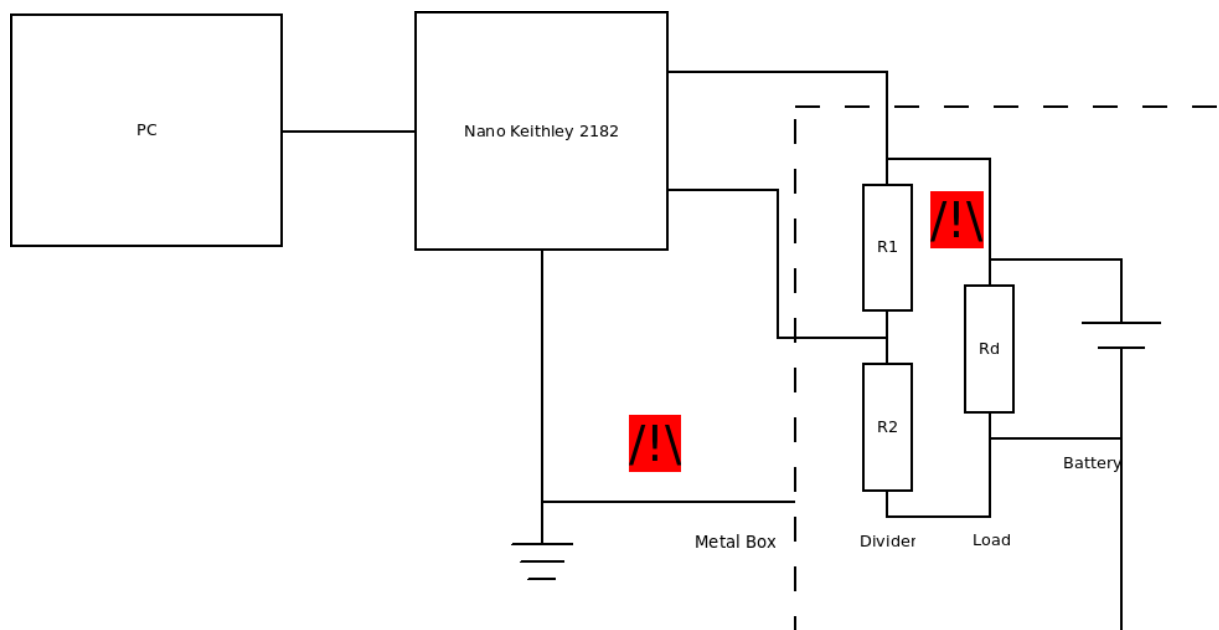 PC
Nano Keithley 2182
R1
/!\
Rd
/!\
R2
Battery
Metal Box
Divider
Load